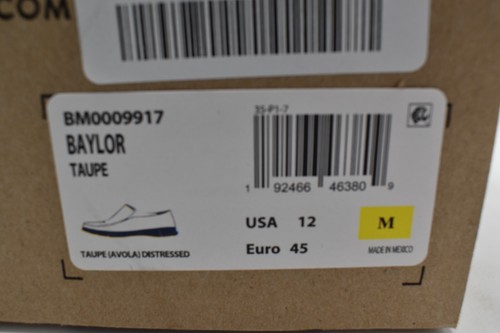 COM
BM0009917
35-P1-7
BAYLOR
TAUPE
1 92466 46380 9
USA 12
M
Euro 45
TAUPE (AVOLA) DISTRESSED
MADE IN MEXICO